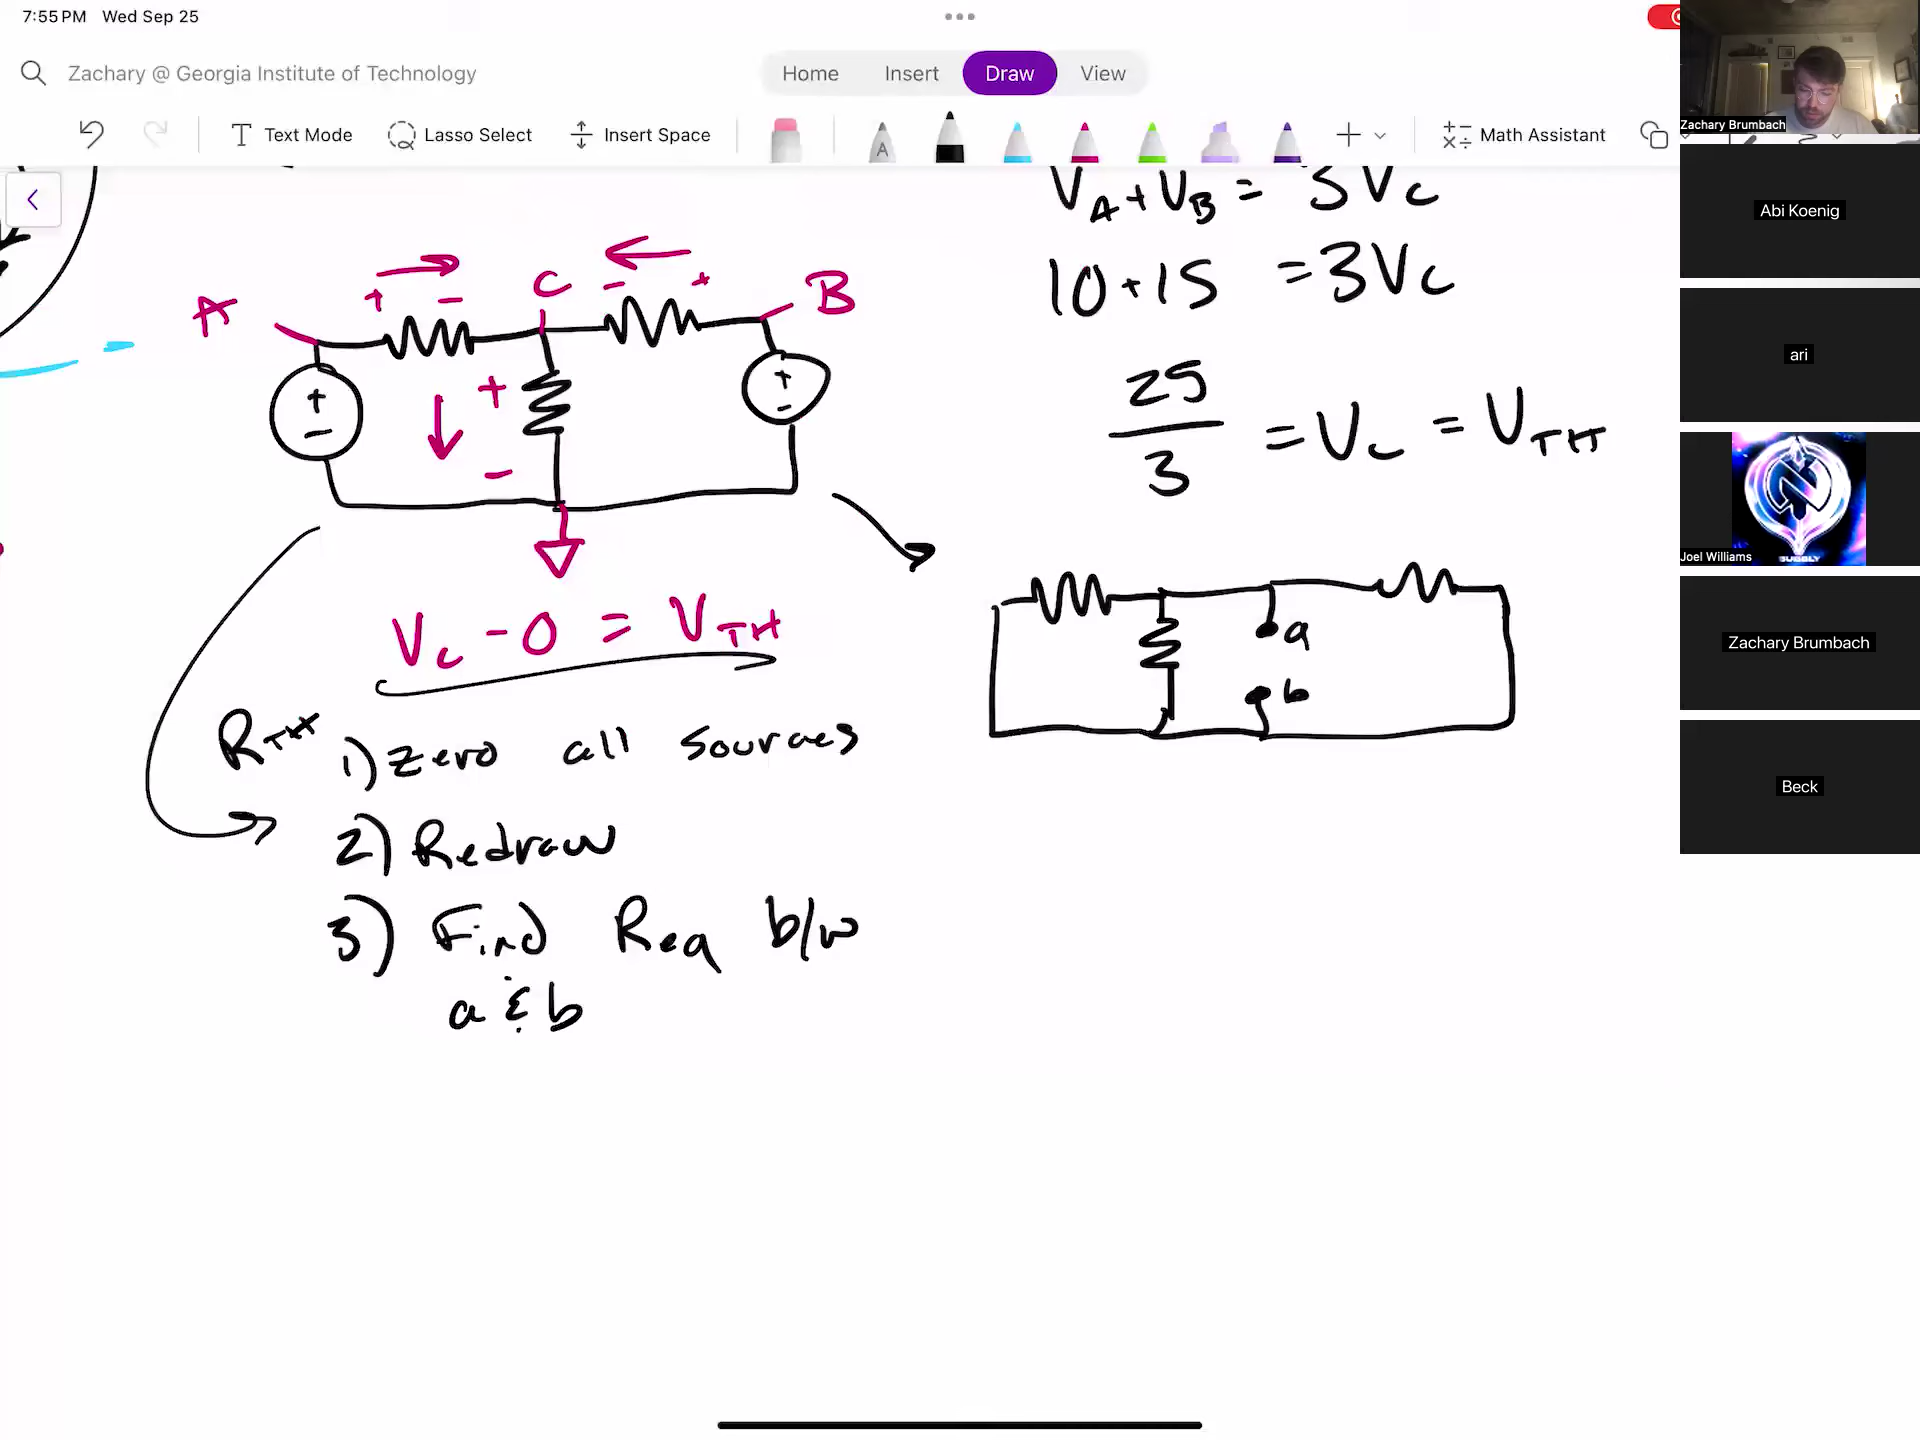 7:55 PM Wed Sep 25
Zachary @ Georgia Institute of Technology
Home Insert Draw View
Text Mode Lasso Select Insert Space A Math Assistant
Zachary Brumbach
Abi Koenig
ari
Joel Williams
Zachary Brumbach
Beck
VA + VB = 3VC
10 + 15 = 3VC
25
3
= VC = VTH
A
+ -
C
- +
B
+
-
+
-
+
-
VC - 0 = VTH
RTH 1) Zero all sources
2) Redraw
3) Find Req b/w
a & b
a
b